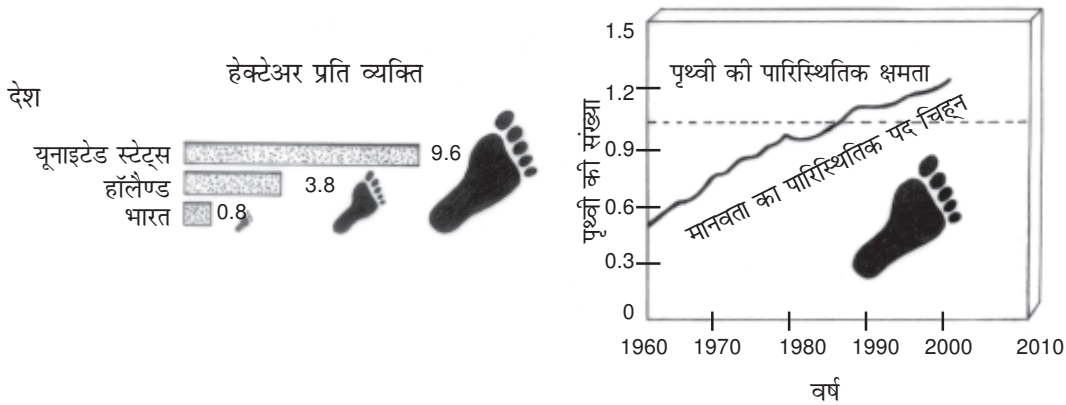 हेक्टेअर प्रति व्यक्ति
देश
यूनाइटेड स्टेट्स 9.6
हॉलैण्ड 3.8
भारत 0.8
पृथ्वी की संख्या
1.5
1.2
0.9
0.6
0.3
0
पृथ्वी की पारिस्थितिक क्षमता
मानवता का पारिस्थितिक पद चिह्न
1960 1970 1980 1990 2000 2010
वर्ष